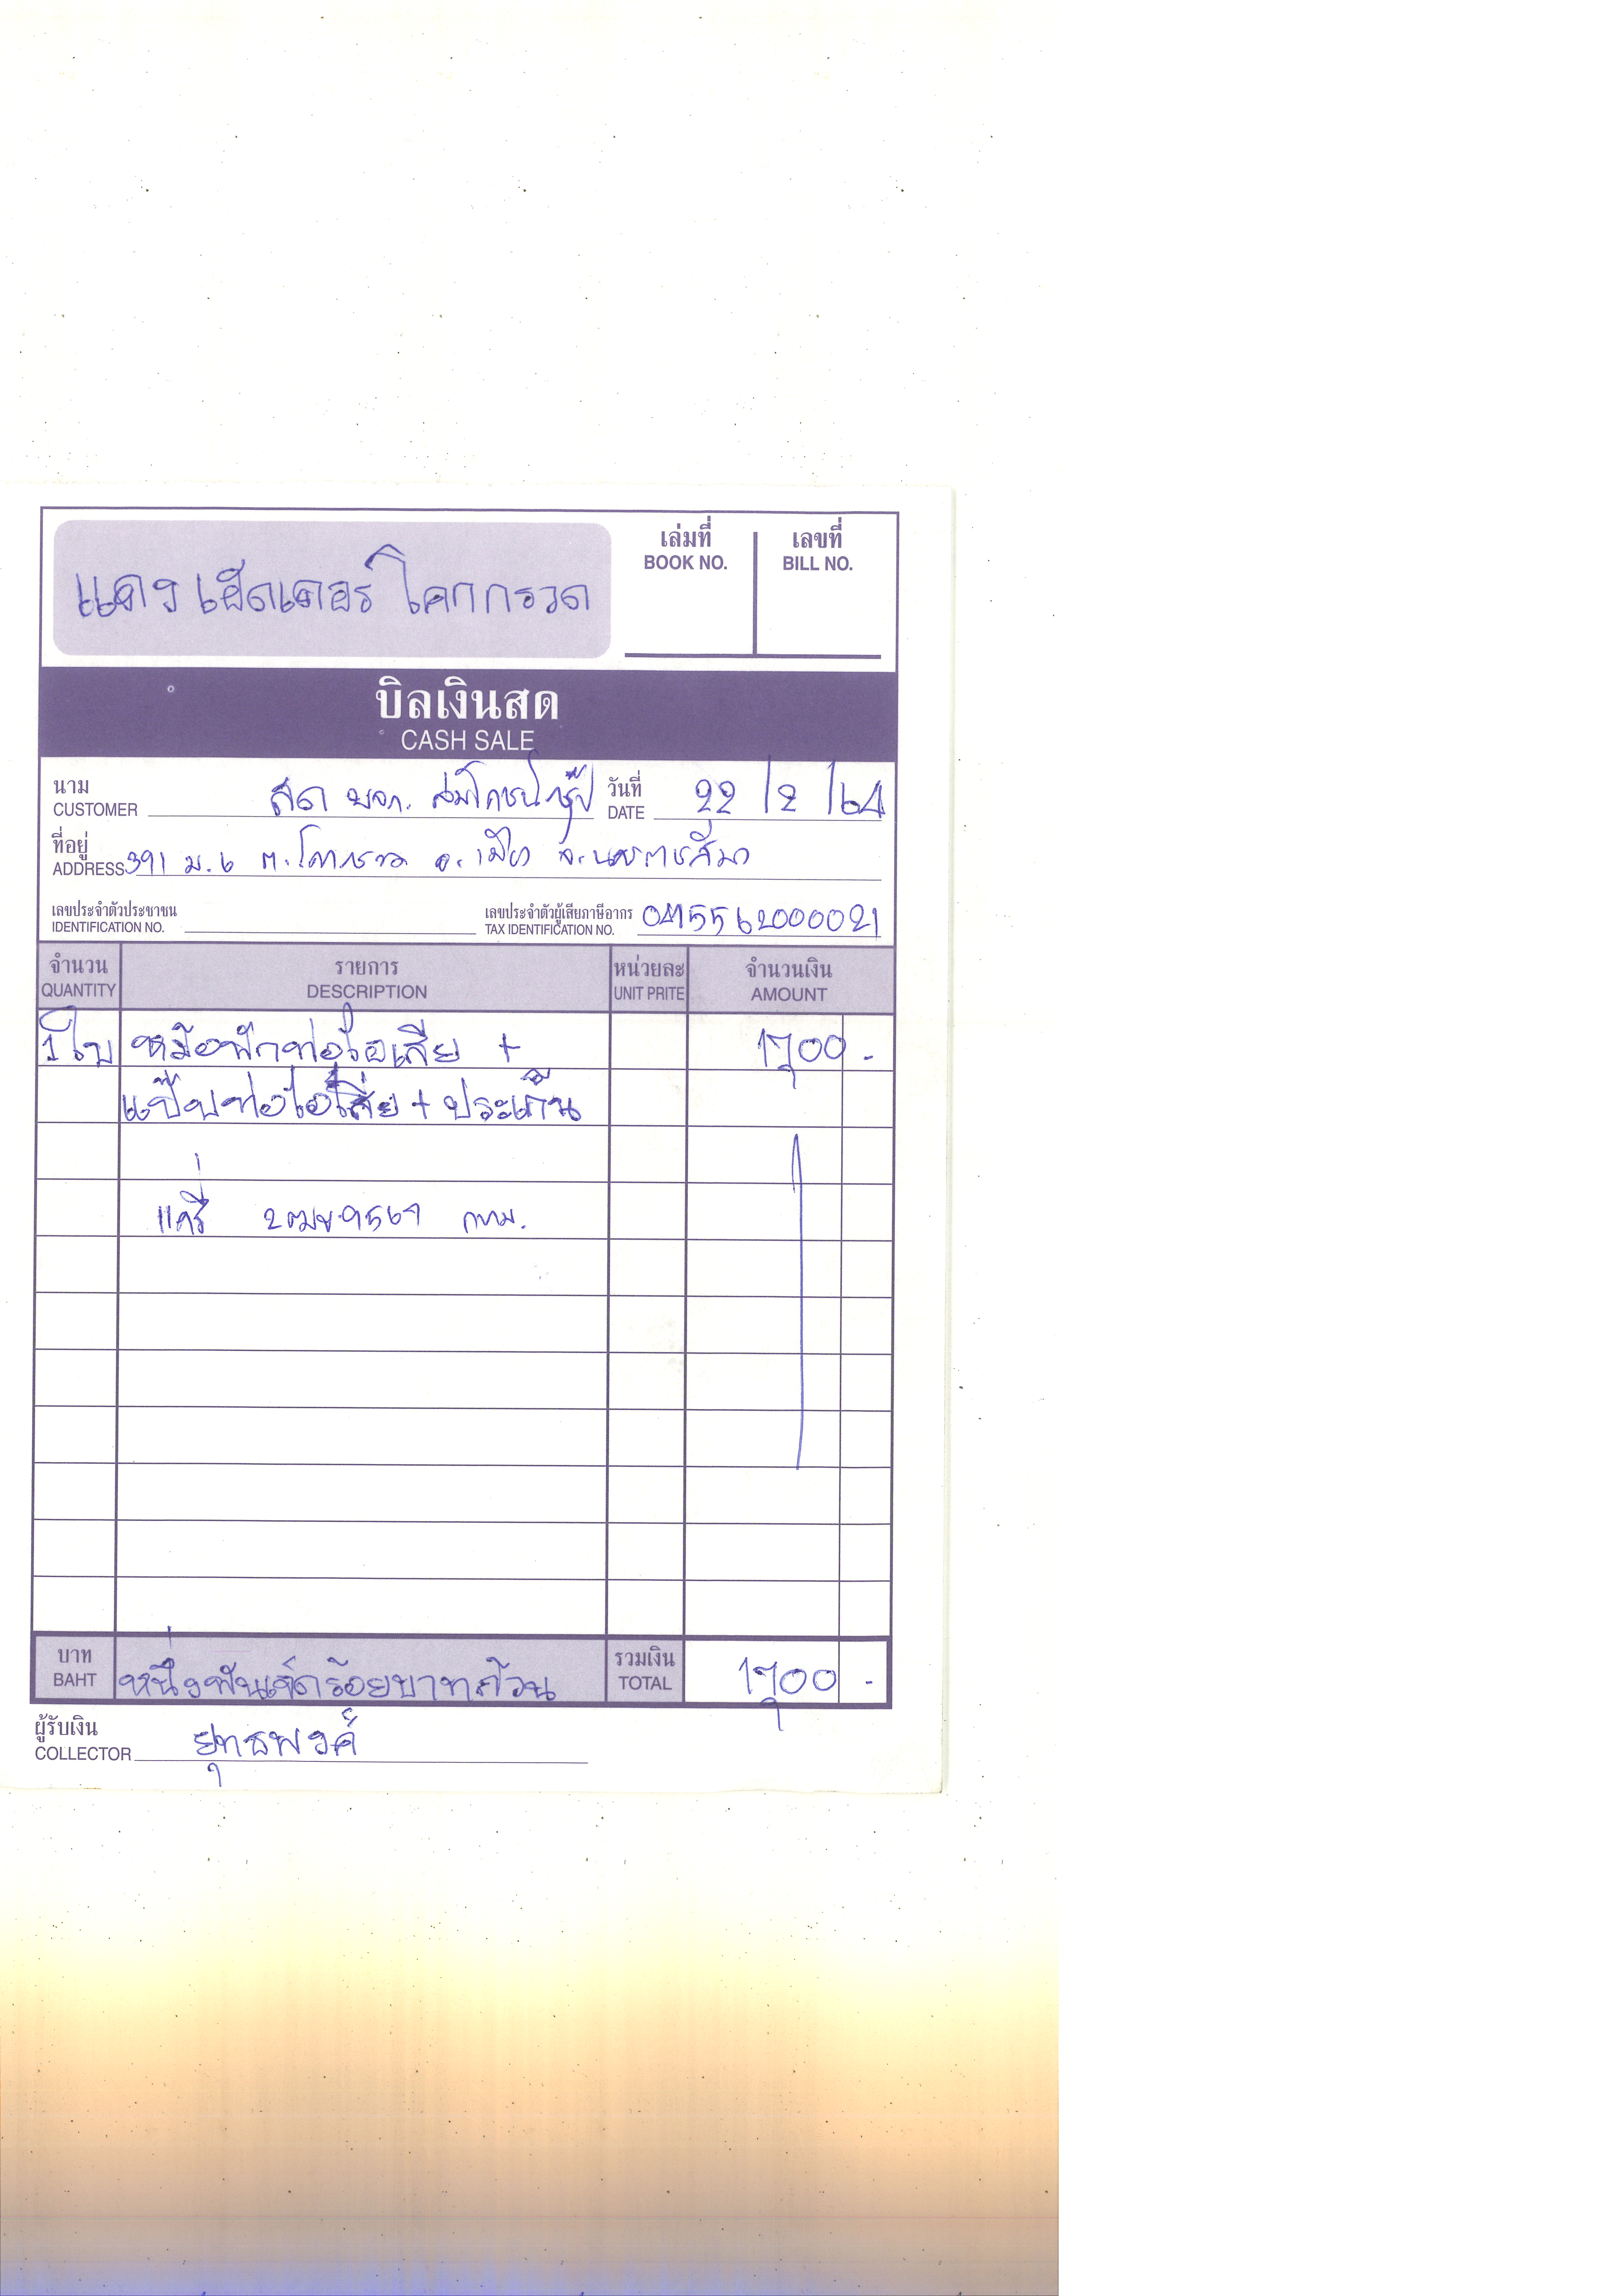 แดง เฮ็ดเดอร์ โคกกรวด
เล่มที่
BOOK NO.
เลขที่
BILL NO.
บิลเงินสด
CASH SALE
นาม
CUSTOMER
สด
วันที่
DATE
22 / 2 / 64
ที่อยู่
ADDRESS 391 ม.6 ต.โคกกรวด อ.เมือง จ.นครราชสีมา
เลขประจำตัวประชาชน
IDENTIFICATION NO.
เลขประจำตัวผู้เสียภาษีอากร
TAX IDENTIFICATION NO.
จำนวน
QUANTITY
รายการ
DESCRIPTION
หน่วยละ
UNIT PRITE
จำนวนเงิน
AMOUNT
1 ใบ หม้อพักท่อไอเสีย + 1700 -
แป๊บท่อไอเสีย + ประเก็น
บาท
BAHT
หนึ่งพันเจ็ดร้อยบาทถ้วน
รวมเงิน
TOTAL
1700 -
ผู้รับเงิน
COLLECTOR
ยุทธพงค์